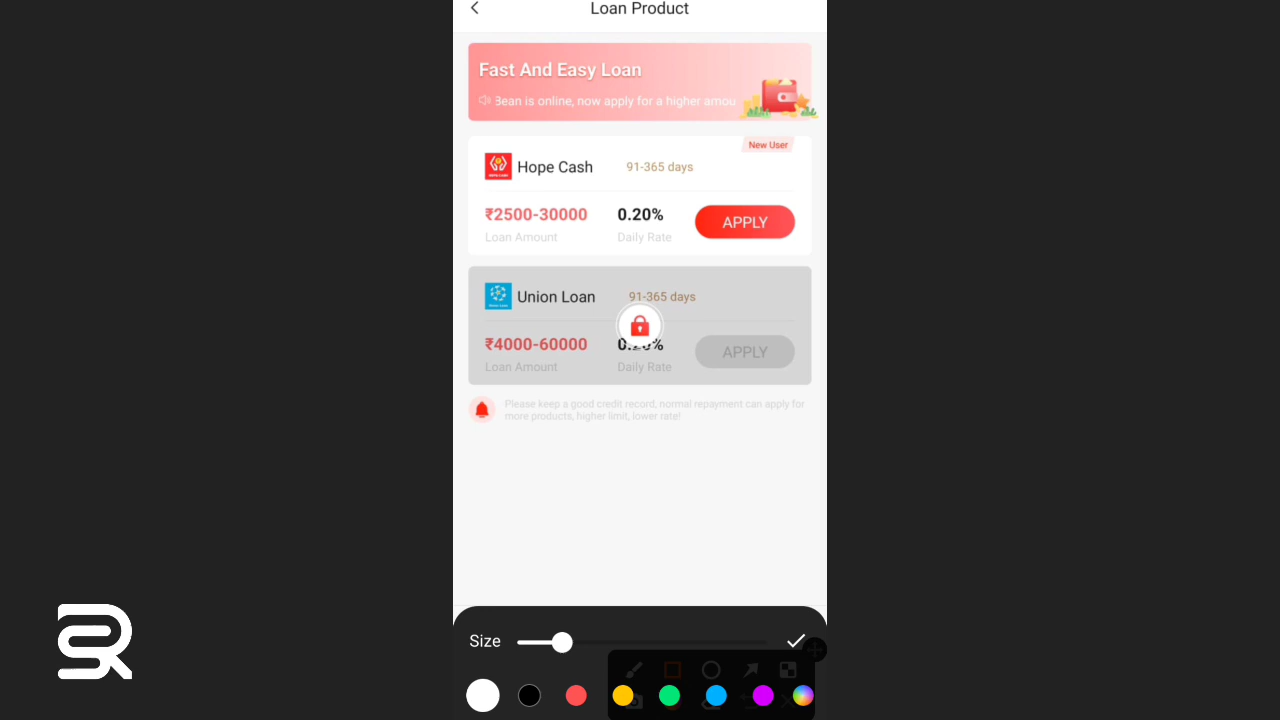 Loan Product
Fast And Easy Loan
Bean is online, now apply for a higher amou
New User
Hope Cash 91-365 days
₹2500-30000 0.20% APPLY
Loan Amount Daily Rate
Union Loan 91-365 days
₹4000-60000 APPLY
Loan Amount Daily Rate
Please keep a good credit record, normal repayment can apply for
more products, higher limit, lower rate!
Size